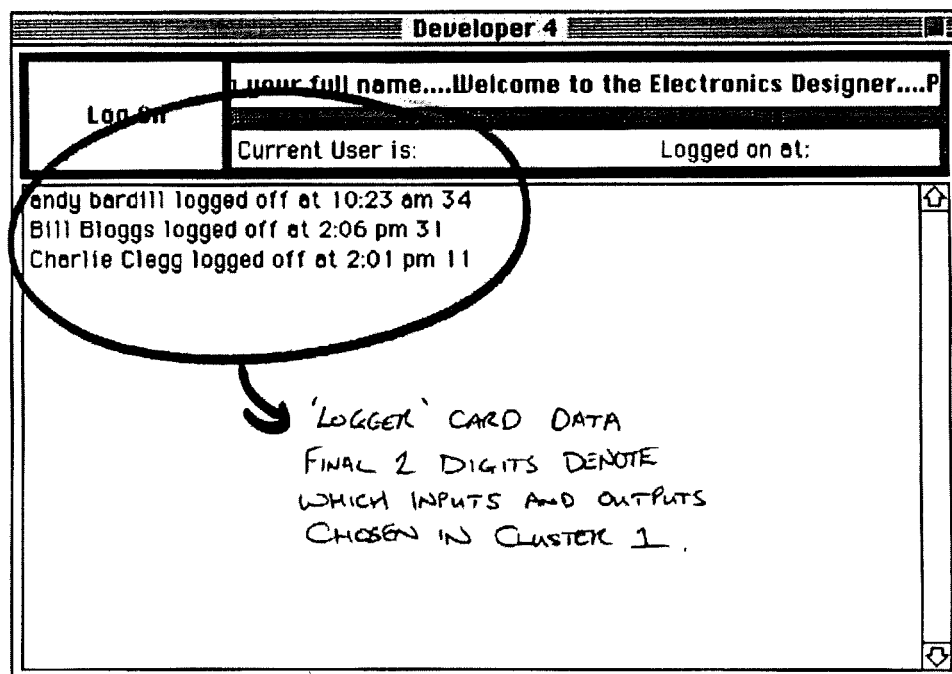 Developer 4
n your full name....Welcome to the Electronics Designer....P
Log On
Current User is: Logged on at:
andy bardill logged off at 10:23 am 34
Bill Bloggs logged off at 2:06 pm 31
Charlie Clegg logged off at 2:01 pm 11
'LOGGER' CARD DATA
FINAL 2 DIGITS DENOTE
WHICH INPUTS AND OUTPUTS
CHOSEN IN CLUSTER 1.